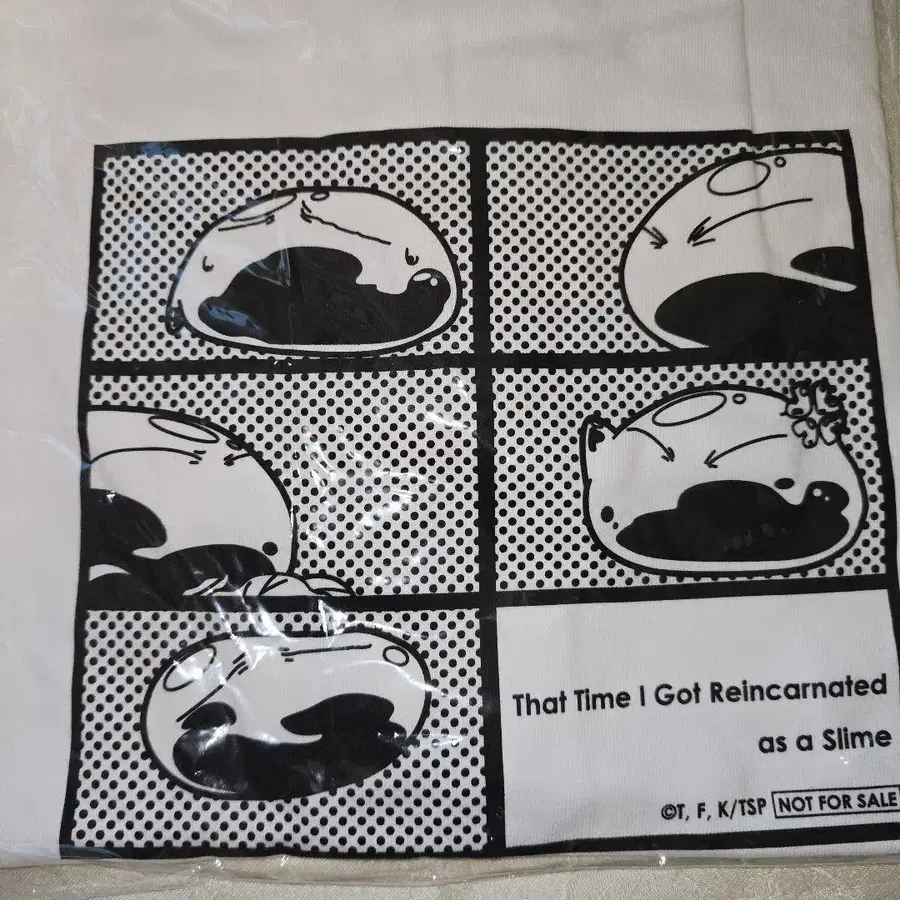 That Time I Got Reincarnated
as a Slime
©T, F, K/TSP NOT FOR SALE